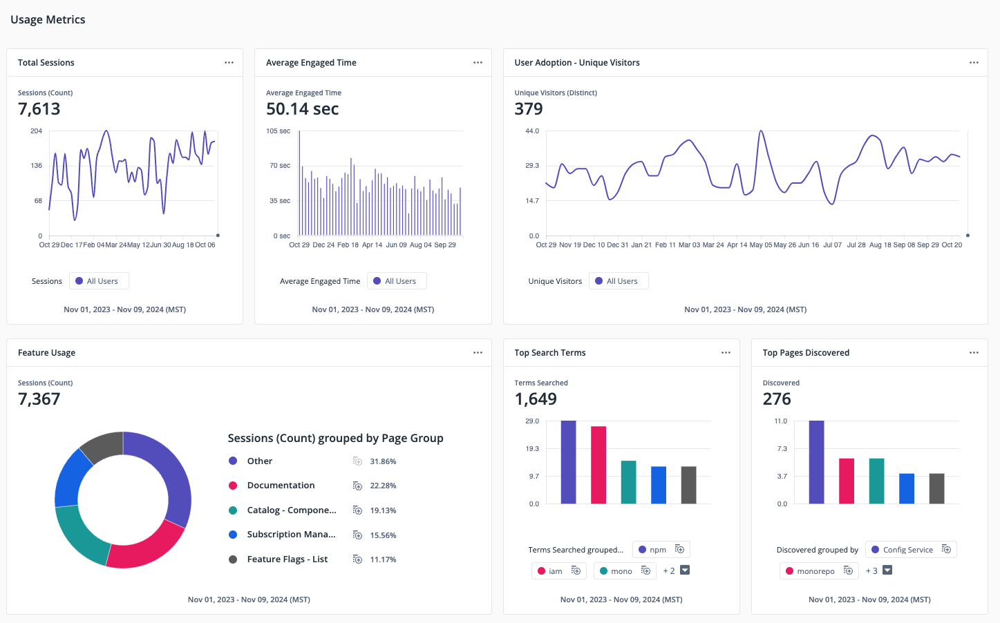 Usage Metrics
Total Sessions
Sessions (Count)
7,613
204
136
68
0
Oct 29 Dec 17 Feb 04 Mar 24 May 12 Jun 30 Aug 18 Oct 06
Sessions All Users
Nov 01, 2023 - Nov 09, 2024 (MST)
Average Engaged Time
Average Engaged Time
50.14 sec
105 sec
70 sec
35 sec
0 sec
Oct 29 Dec 24 Feb 18 Apr 14 Jun 09 Aug 04 Sep 29
Average Engaged Time All Users
Nov 01, 2023 - Nov 09, 2024 (MST)
User Adoption - Unique Visitors
Unique Visitors (Distinct)
379
44.0
29.3
14.7
0.0
Oct 29 Nov 19 Dec 10 Dec 31 Jan 21 Feb 11 Mar 03 Mar 24 Apr 14 May 05 May 26 Jun 16 Jul 07 Jul 28 Aug 18 Sep 08 Sep 29 Oct 20
Unique Visitors All Users
Nov 01, 2023 - Nov 09, 2024 (MST)
Feature Usage
Sessions (Count)
7,367
Sessions (Count) grouped by Page Group
Other 31.86%
Documentation 22.28%
Catalog - Compone... 19.13%
Subscription Mana... 15.56%
Feature Flags - List 11.17%
Nov 01, 2023 - Nov 09, 2024 (MST)
Top Search Terms
Terms Searched
1,649
29.0
19.3
9.7
0.0
Terms Searched grouped... npm
iam mono + 2
Nov 01, 2023 - Nov 09, 2024 (MST)
Top Pages Discovered
Discovered
276
11.0
7.3
3.7
0.0
Discovered grouped by Config Service
monorepo + 3
Nov 01, 2023 - Nov 09, 2024 (MST)